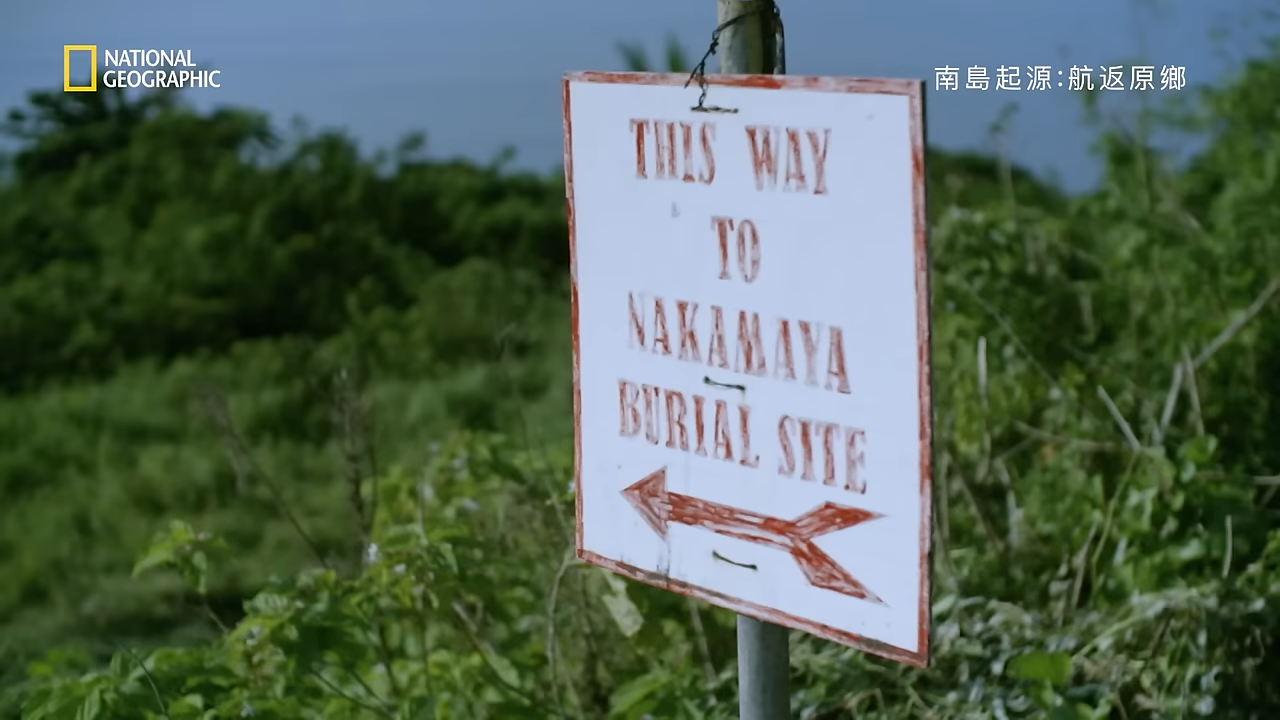 NATIONAL
GEOGRAPHIC
南島起源:航返原鄉
THIS WAY
TO
NAKAMAYA
BURIAL SITE